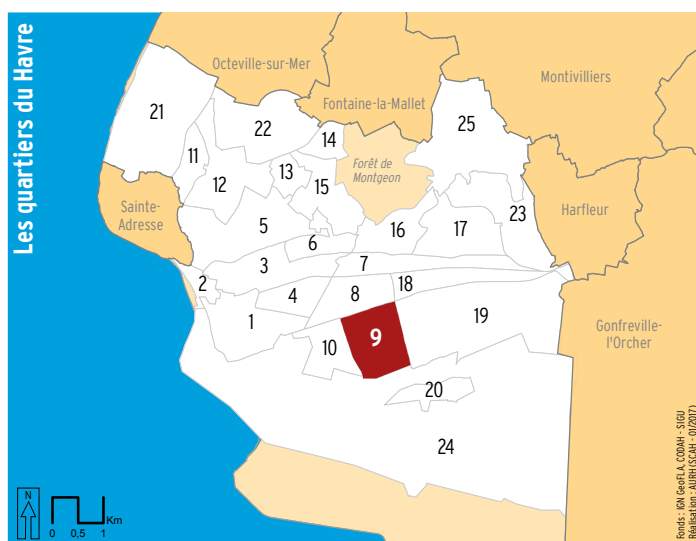 Les quartiers du Havre
Octeville-sur-Mer
Montivilliers
Fontaine-la-Mallet
21
22
14
25
11
13
Forêt de
Montgeon
12
15
Sainte-
Adresse
Harfleur
23
5
16
17
6
3
7
2
18
4
8
1
19
Gonfreville-
l'Orcher
10
9
20
24
N
0 0,5 1 Km
Fonds : IGN GeoFLA, CODAH - SIGU
Réalisation : AURH (SCAH - 01/2017)